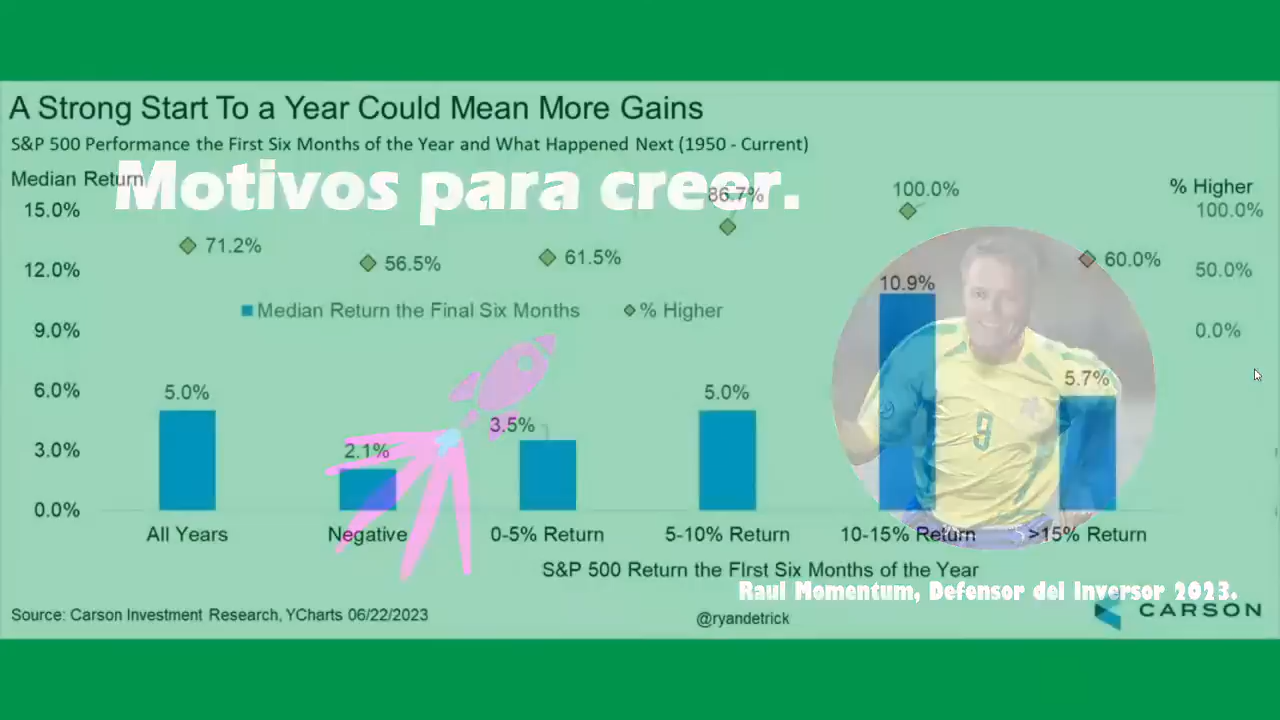 A Strong Start To a Year Could Mean More Gains
S&P 500 Performance the First Six Months of the Year and What Happened Next (1950 - Current)
Motivos para creer.
Median Return
% Higher
15.0%
12.0%
9.0%
6.0%
3.0%
0.0%
100.0%
50.0%
0.0%
71.2%
56.5%
61.5%
86.7%
100.0%
60.0%
Median Return the Final Six Months
% Higher
5.0%
2.1%
3.5%
5.0%
10.9%
5.7%
9
All Years
Negative
0-5% Return
5-10% Return
10-15% Return
>15% Return
S&P 500 Return the First Six Months of the Year
Raul Momentum, Defensor del Inversor 2023.
Source: Carson Investment Research, YCharts 06/22/2023
@ryandetrick
CARSON